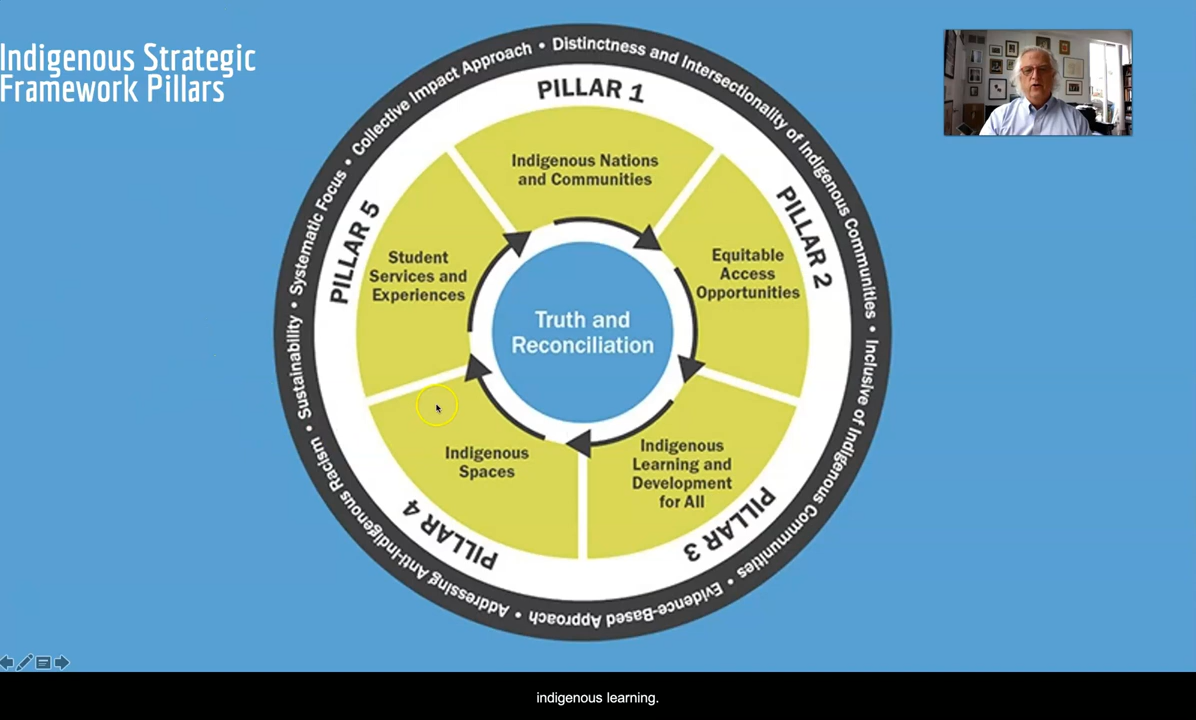 Indigenous Strategic
Framework Pillars
Collective Impact Approach • Distinctness and Intersectionality of Indigenous Communities • Inclusive of Indigenous Communities • Evidence-Based Approach • Addressing Anti-Indigenous Racism • Sustainability • Systematic Focus •
PILLAR 1
Indigenous Nations
and Communities
PILLAR 2
Equitable
Access
Opportunities
PILLAR 3
Indigenous
Learning and
Development
for All
PILLAR 4
Indigenous
Spaces
PILLAR 5
Student
Services and
Experiences
Truth and
Reconciliation
indigenous learning.